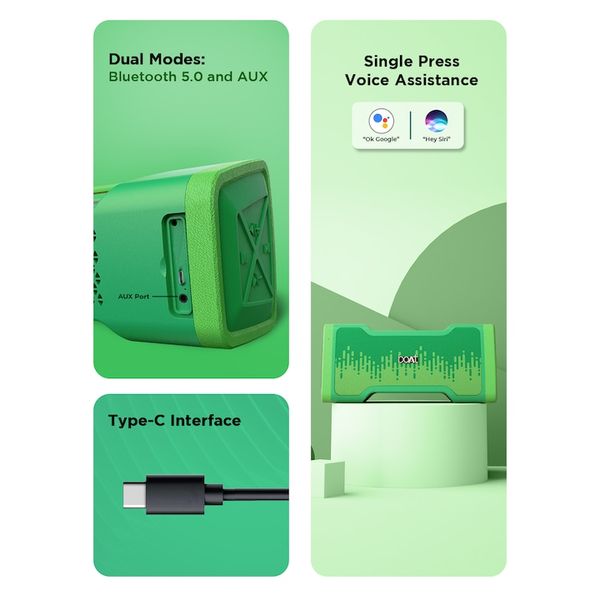 Dual Modes:
Bluetooth 5.0 and AUX
AUX Port
Type-C Interface
Single Press
Voice Assistance
"Ok Google"
"Hey Siri"
boAt